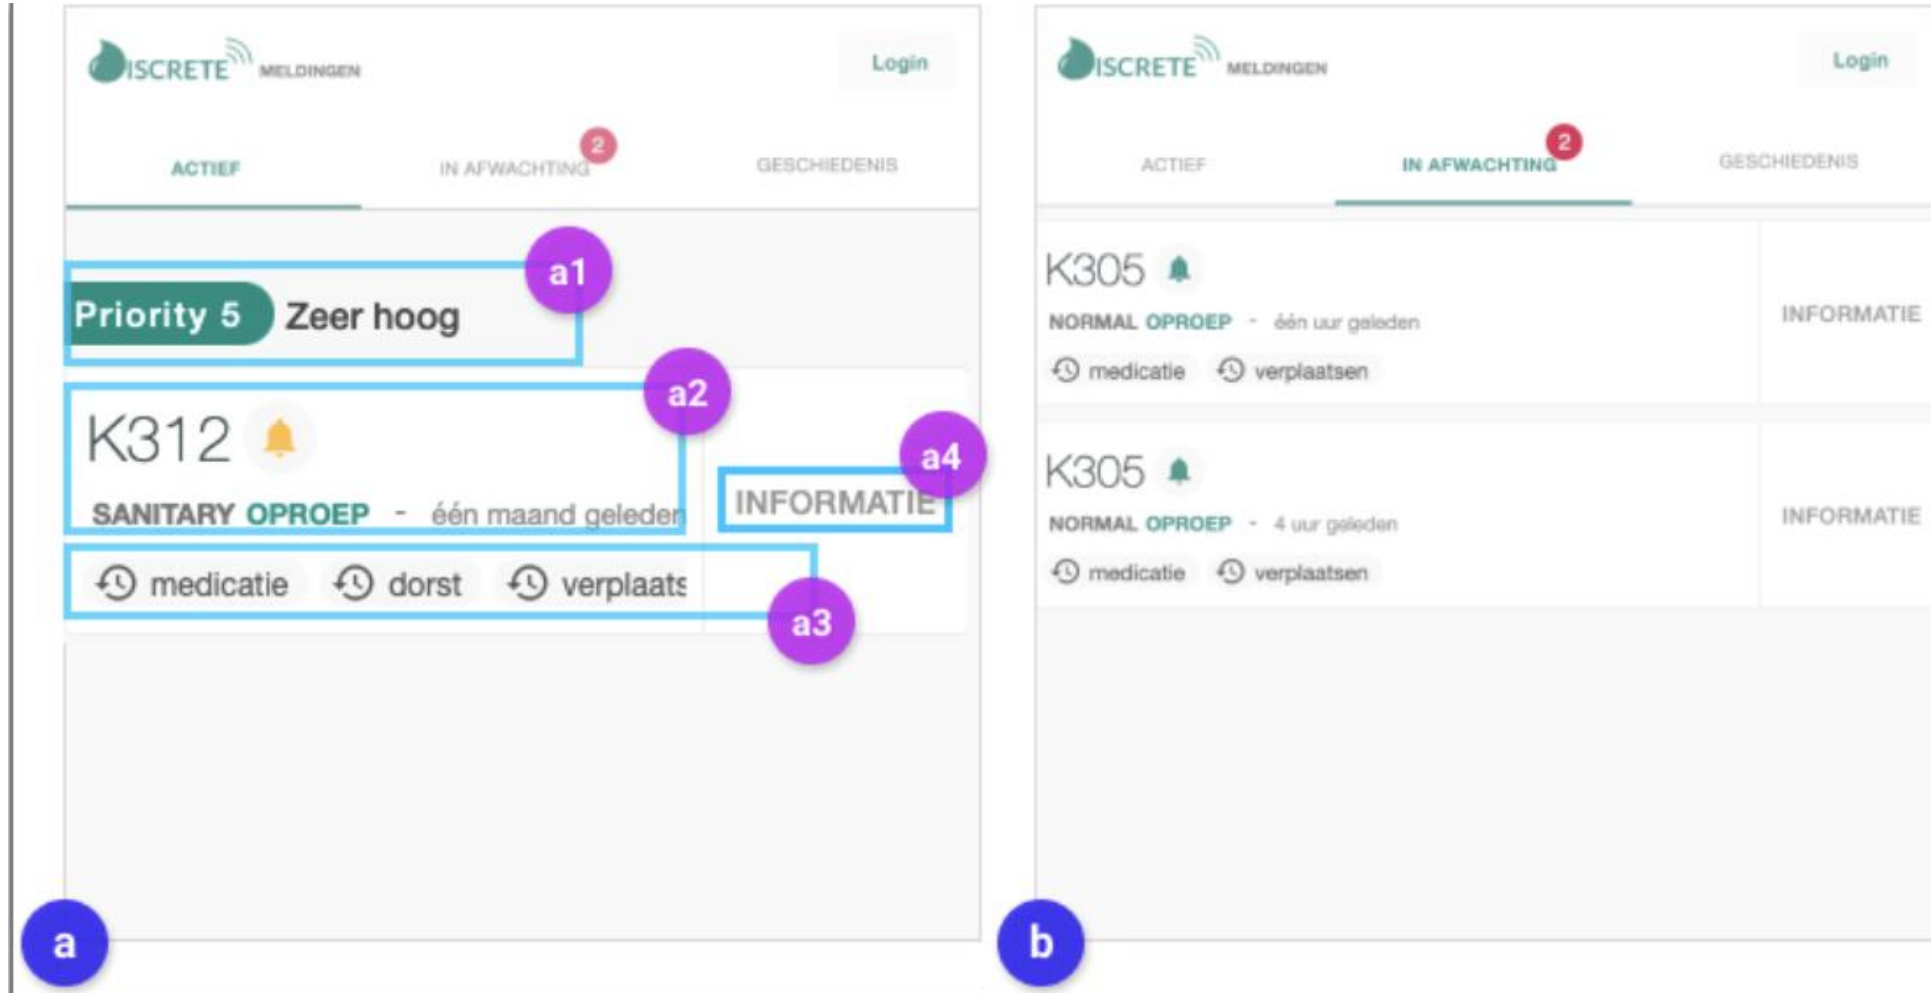 DISCRETE MELDINGEN
Login
ACTIEF
IN AFWACHTING
2
GESCHIEDENIS
a1
Priority 5 Zeer hoog
a2
K312
SANITARY OPROEP - één maand geleden
a4
INFORMATIE
medicatie dorst verplaats
a3
a
DISCRETE MELDINGEN
Login
ACTIEF
IN AFWACHTING
2
GESCHIEDENIS
K305
NORMAL OPROEP - één uur geleden
medicatie verplaatsen
INFORMATIE
K305
NORMAL OPROEP - 4 uur geleden
medicatie verplaatsen
INFORMATIE
b